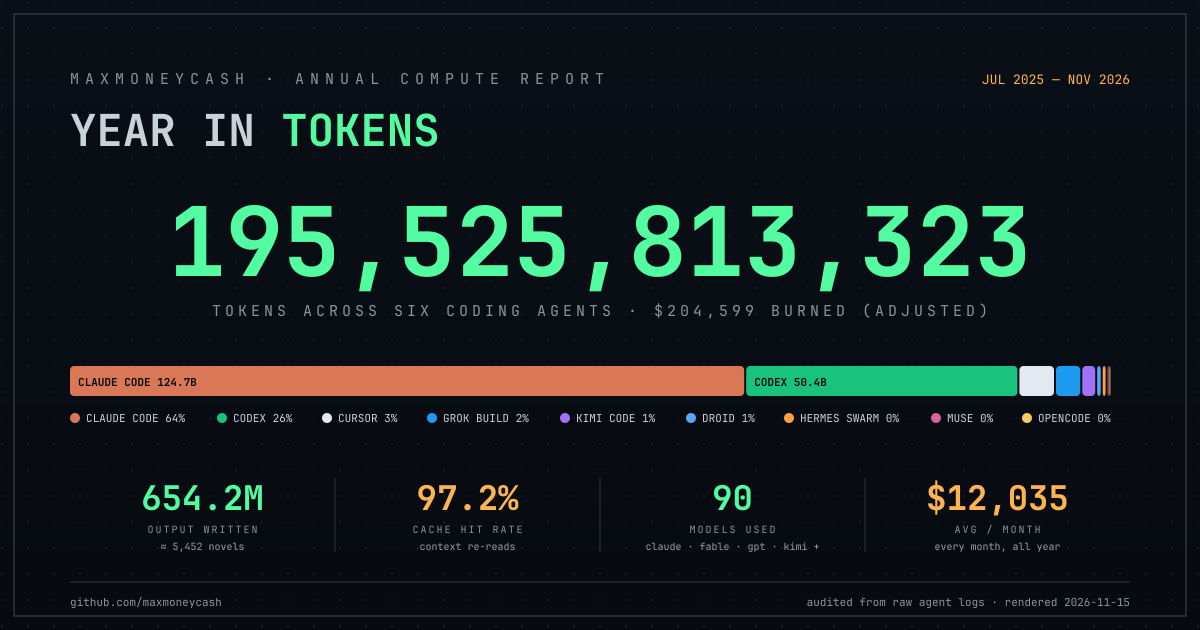 MAXMONEYCASH · ANNUAL COMPUTE REPORT
JUL 2025 — NOV 2026
YEAR IN TOKENS
195,525,813,323
TOKENS ACROSS SIX CODING AGENTS · $204,599 BURNED (ADJUSTED)
CLAUDE CODE 124.7B
CODEX 50.4B
CLAUDE CODE 64%
CODEX 26%
CURSOR 3%
GROK BUILD 2%
KIMI CODE 1%
DROID 1%
HERMES SWARM 0%
MUSE 0%
OPENCODE 0%
654.2M
OUTPUT WRITTEN
≈ 5,452 novels
97.2%
CACHE HIT RATE
context re-reads
90
MODELS USED
claude · fable · gpt · kimi +
$12,035
AVG / MONTH
every month, all year
github.com/maxmoneycash
audited from raw agent logs · rendered 2026-11-15